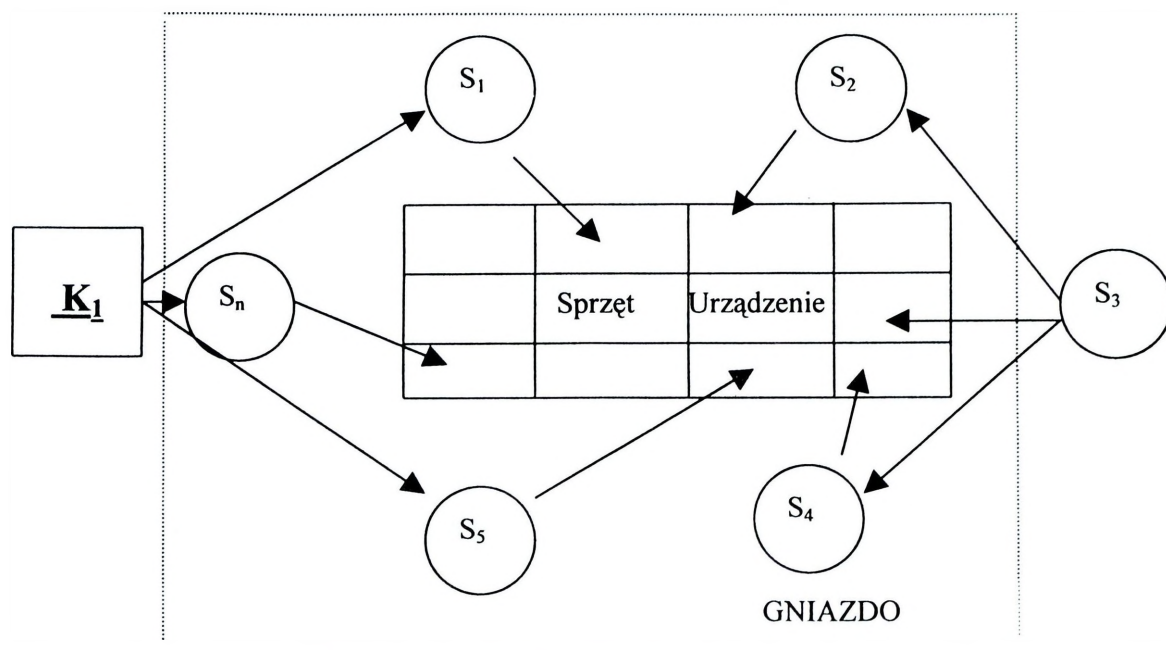 S₁
S₂
K₁
Sₙ
Sprzęt
Urządzenie
S₃
S₅
S₄
GNIAZDO